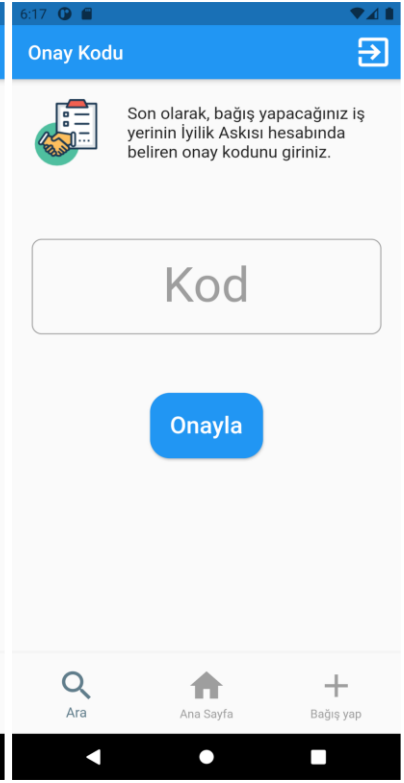 6:17
Onay Kodu
Son olarak, bağış yapacağınız iş
yerinin İyilik Askısı hesabında
beliren onay kodunu giriniz.
Kod
Onayla
Ara
Ana Sayfa
Bağış yap